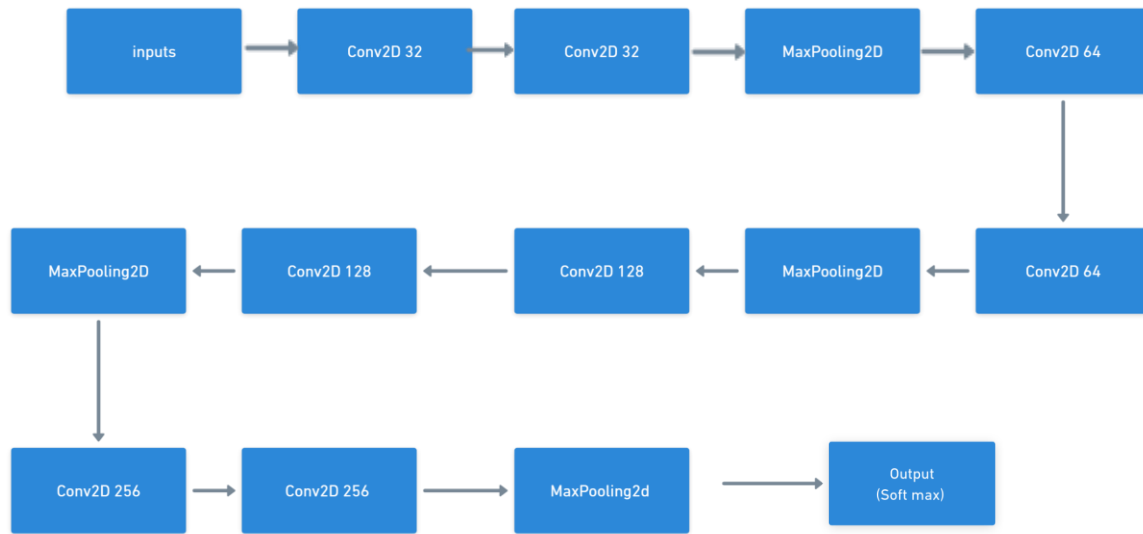 inputs
Conv2D 32
Conv2D 32
MaxPooling2D
Conv2D 64
MaxPooling2D
Conv2D 128
Conv2D 128
MaxPooling2D
Conv2D 64
Conv2D 256
Conv2D 256
MaxPooling2d
Output
(Soft max)